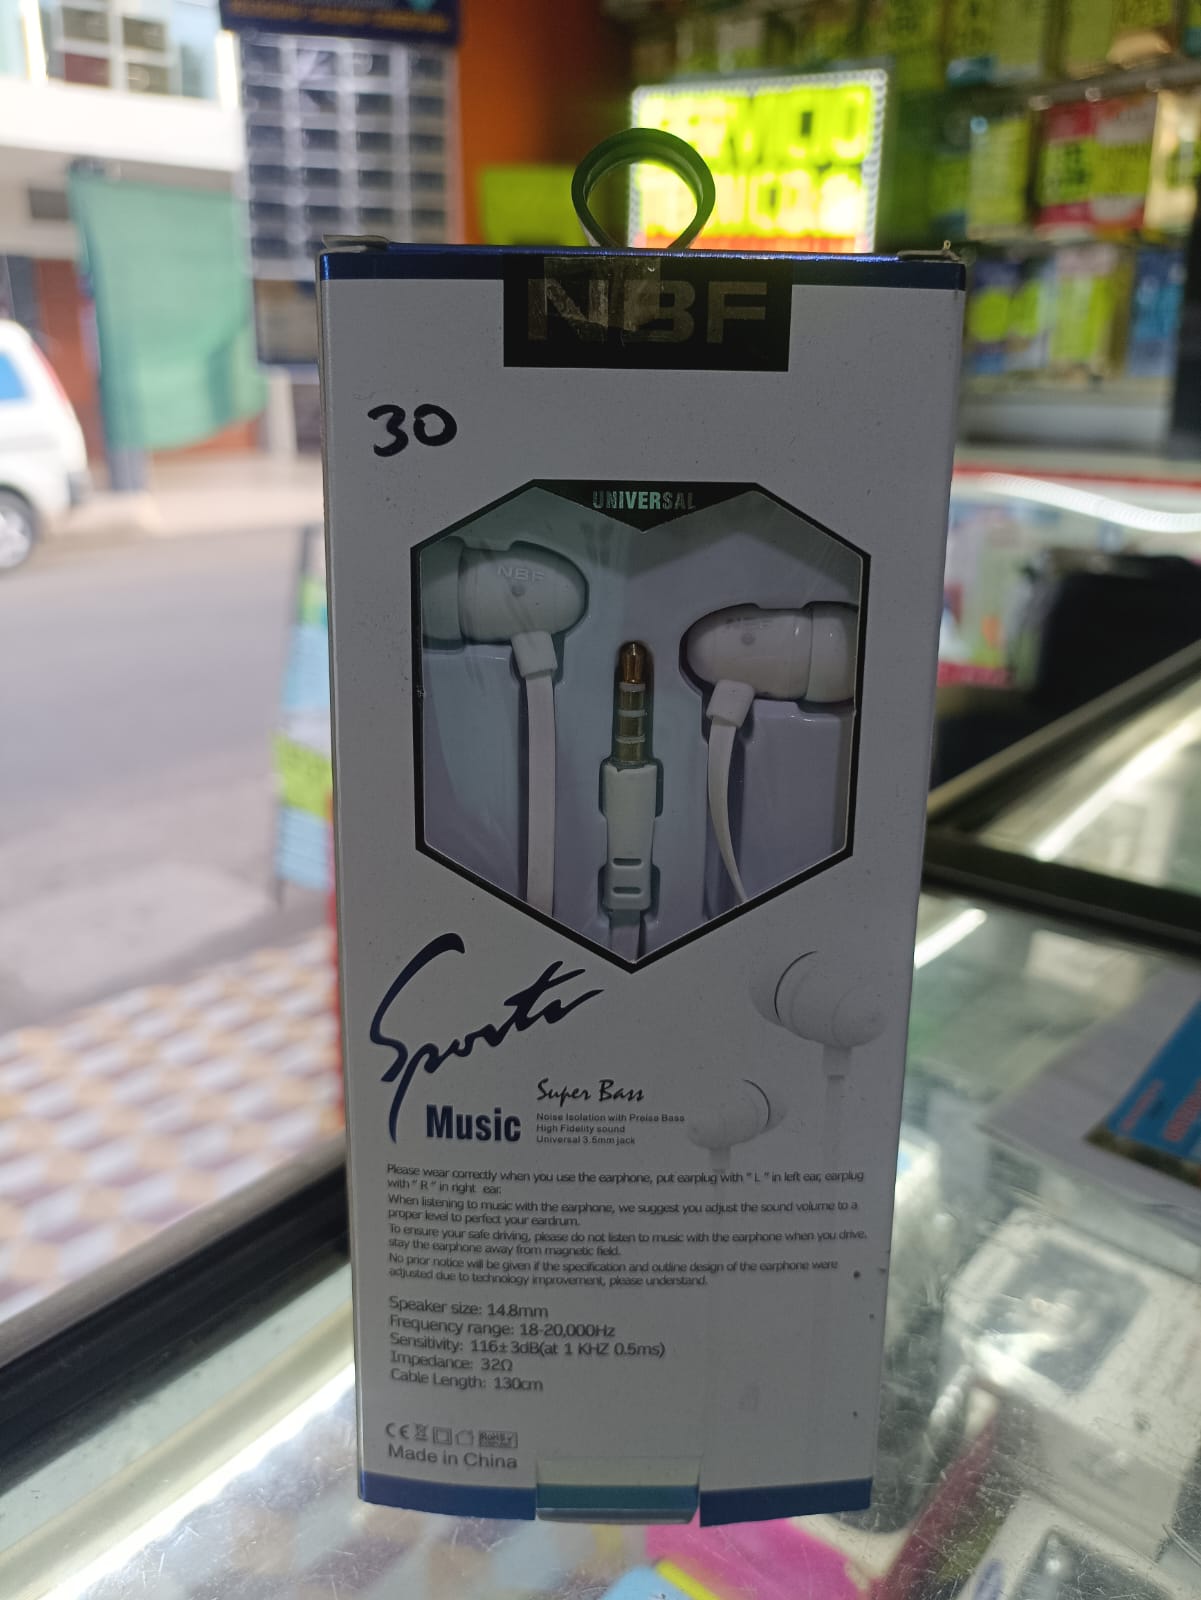 NBF
30
UNIVERSAL
NBF
NBF
Sports
Music
Super Bass
Noise Isolation with Preise Bass
High Fidelity sound
Universal 3.5mm jack
Please wear correctly when you use the earphone, put earplug with " L " in left ear, earplug
with " R " in right ear.
When listening to music with the earphone, we suggest you adjust the sound volume to a
proper level to perfect your eardrum.
To ensure your safe driving, please do not listen to music with the earphone when you drive.
stay the earphone away from magnetic field.
No prior notice will be given if the specification and outline design of the earphone were
adjusted due to technology improvement, please understand.
Speaker size: 14.8mm
Frequency range: 18-20,000Hz
Sensitivity: 116±3dB(at 1 KHZ 0.5ms)
Impedance: 32Ω
Cable Length: 130cm
CE RoHS
Made in China